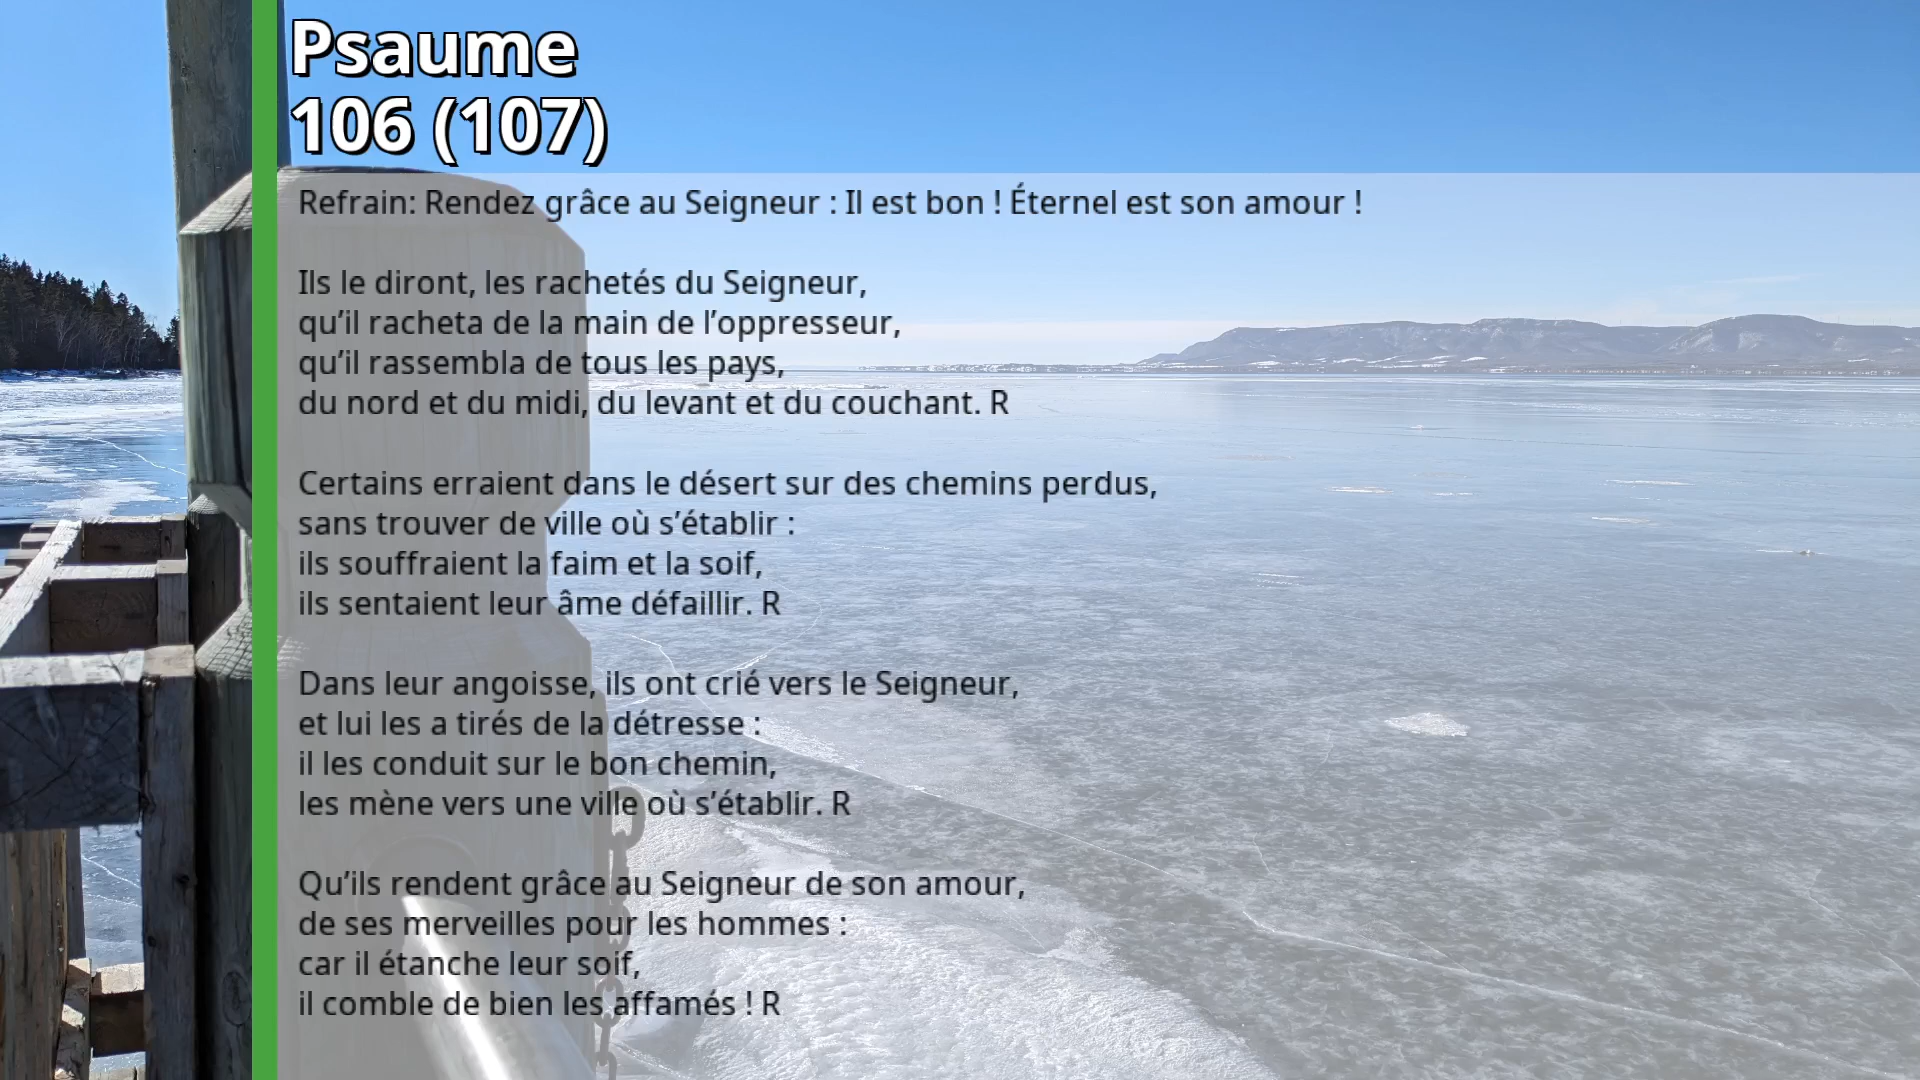 Psaume
106 (107)
Refrain: Rendez grâce au Seigneur : Il est bon ! Éternel est son amour !
Ils le diront, les rachetés du Seigneur,
qu’il racheta de la main de l’oppresseur,
qu’il rassembla de tous les pays,
du nord et du midi, du levant et du couchant. R
Certains erraient dans le désert sur des chemins perdus,
sans trouver de ville où s’établir :
ils souffraient la faim et la soif,
ils sentaient leur âme défaillir. R
Dans leur angoisse, ils ont crié vers le Seigneur,
et lui les a tirés de la détresse :
il les conduit sur le bon chemin,
les mène vers une ville où s’établir. R
Qu’ils rendent grâce au Seigneur de son amour,
de ses merveilles pour les hommes :
car il étanche leur soif,
il comble de bien les affamés ! R